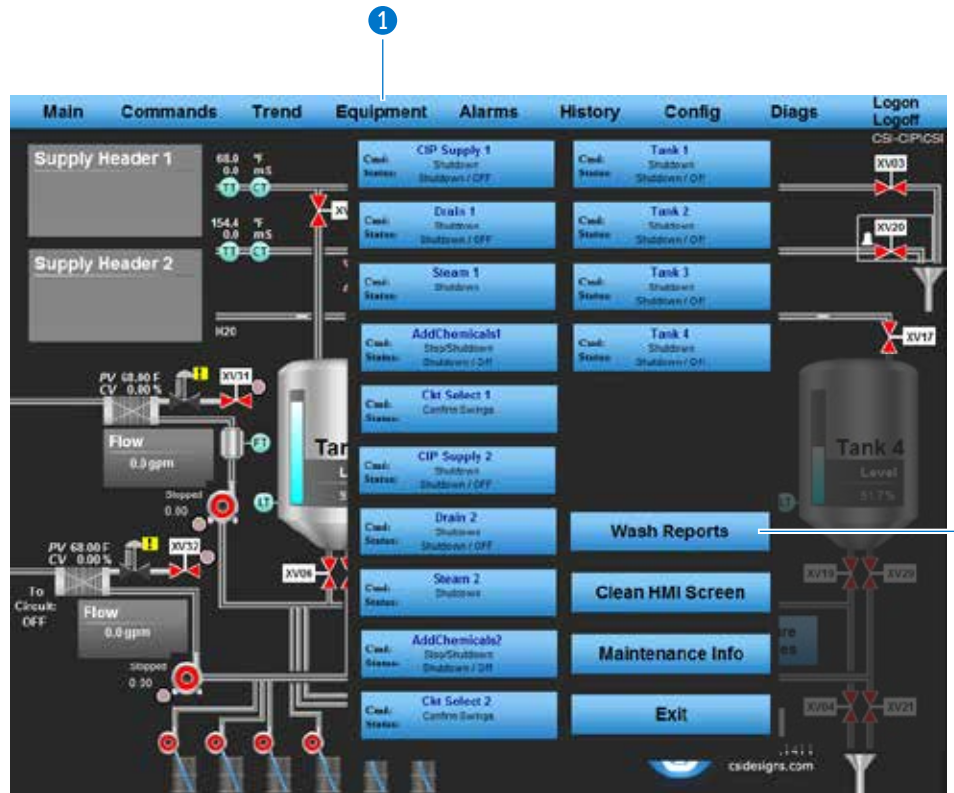 1
Main Commands Trend Equipment Alarms History Config Diags Logon Logoff
CSI-CIP\CSI
Supply Header 1
68.0 °F
0.0 mS
TT CT
XV03
154.4 °F
0.0 mS
TT CT
XV20
Supply Header 2
H20
XV17
CIP Supply 1
Cmd: Shutdown
Status: Shutdown / OFF
Drain 1
Cmd: Shutdown
Status: Shutdown / OFF
Steam 1
Cmd: Shutdown
Status:
AddChemicals1
Cmd: Stop/Shutdown
Status: Shutdown / Off
Ckt Select 1
Cmd: Confirm Swings
Status:
CIP Supply 2
Cmd: Shutdown
Status: Shutdown / OFF
Drain 2
Cmd: Shutdown
Status: Shutdown / OFF
Steam 2
Cmd: Shutdown
Status:
AddChemicals2
Cmd: Stop/Shutdown
Status: Shutdown / Off
Ckt Select 2
Cmd: Confirm Swings
Status:
Tank 1
Cmd: Shutdown
Status: Shutdown / Off
Tank 2
Cmd: Shutdown
Status: Shutdown / Off
Tank 3
Cmd: Shutdown
Status: Shutdown / Off
Tank 4
Cmd: Shutdown
Status: Shutdown / Off
Wash Reports
Clean HMI Screen
Maintenance Info
Exit
PV 68.00 F
CV 0.00 %
!
XV31
Flow
0.0 gpm
FT
Stopped
0.00
LT
Tan
L
Tank 4
Level
51.7%
PV 68.00 F
CV 0.00 %
!
XV32
XV06
To
Circuit:
OFF
Flow
0.0 gpm
Stopped
0.00
XV19
XV29
XV04
XV21
csidesigns.com